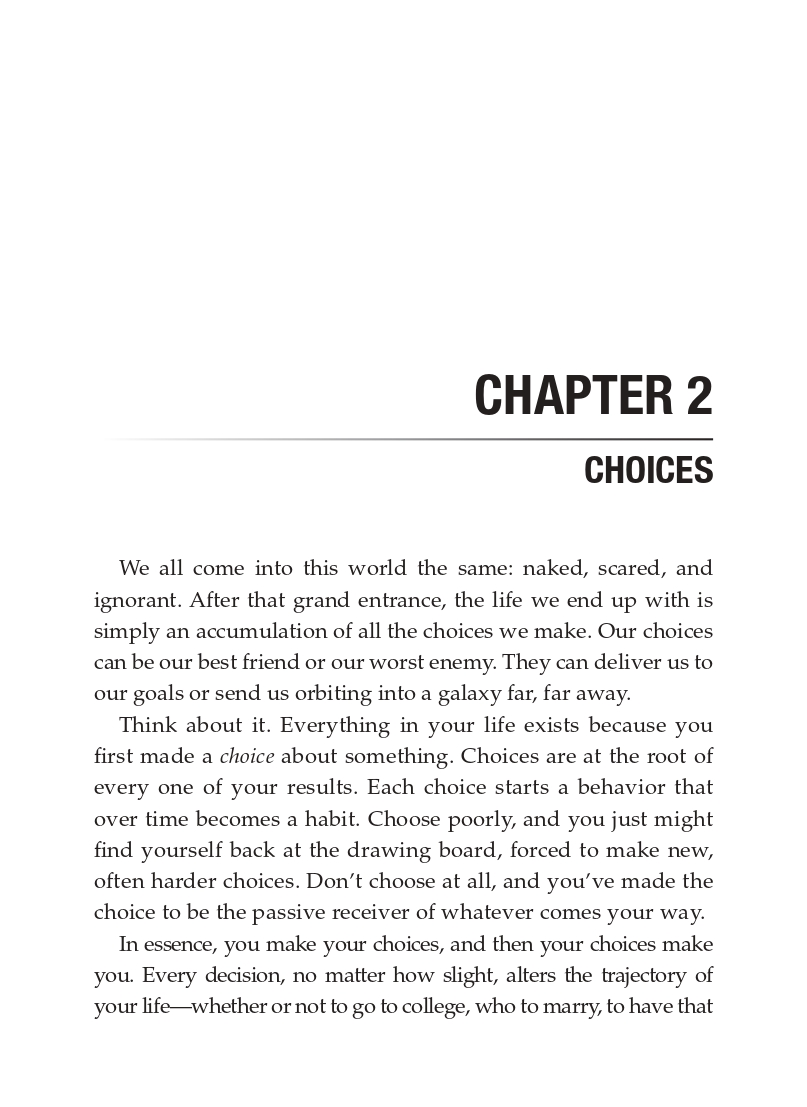 CHAPTER 2
CHOICES
We all come into this world the same: naked, scared, and
ignorant. After that grand entrance, the life we end up with is
simply an accumulation of all the choices we make. Our choices
can be our best friend or our worst enemy. They can deliver us to
our goals or send us orbiting into a galaxy far, far away.
Think about it. Everything in your life exists because you
first made a choice about something. Choices are at the root of
every one of your results. Each choice starts a behavior that
over time becomes a habit. Choose poorly, and you just might
find yourself back at the drawing board, forced to make new,
often harder choices. Don’t choose at all, and you’ve made the
choice to be the passive receiver of whatever comes your way.
In essence, you make your choices, and then your choices make
you. Every decision, no matter how slight, alters the trajectory of
your life—whether or not to go to college, who to marry, to have that